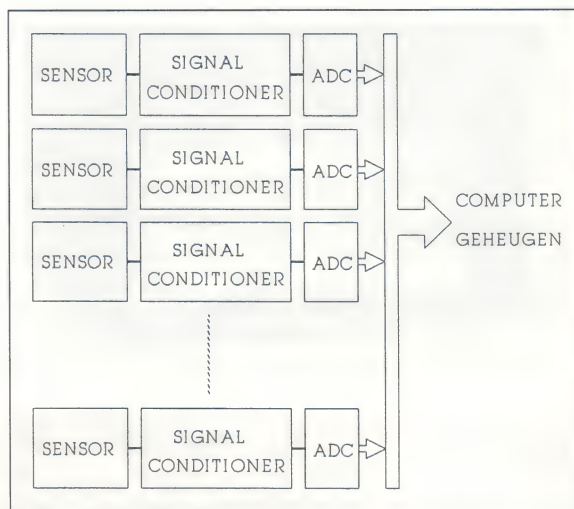 SENSOR
SIGNAL
CONDITIONER
ADC
SENSOR
SIGNAL
CONDITIONER
ADC
SENSOR
SIGNAL
CONDITIONER
ADC
COMPUTER
GEHEUGEN
SENSOR
SIGNAL
CONDITIONER
ADC